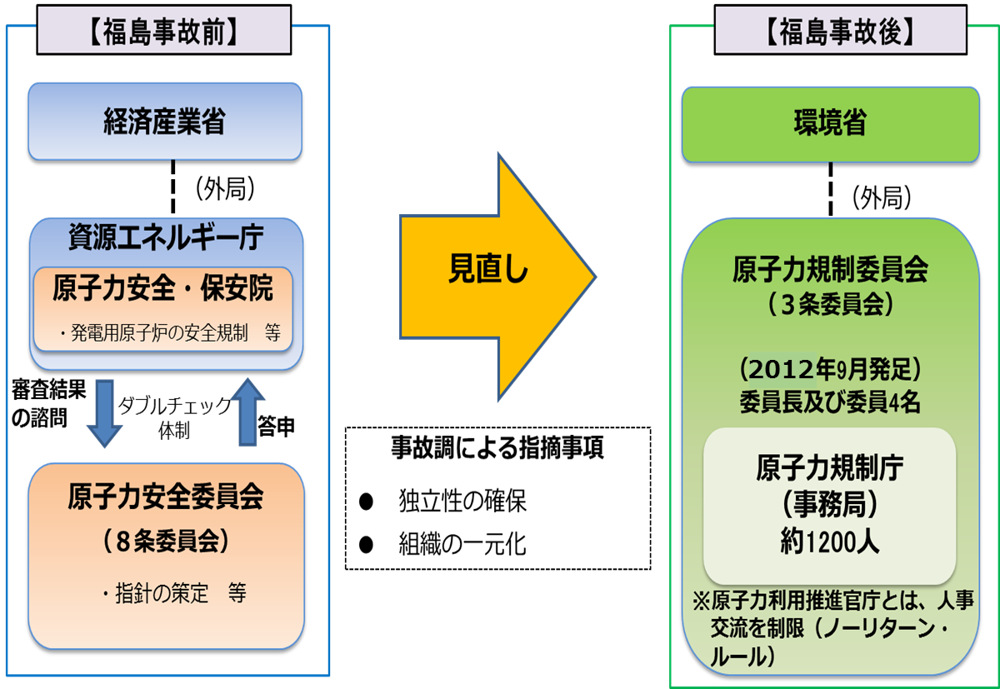 【福島事故前】
経済産業省
（外局）
資源エネルギー庁
原子力安全・保安院
・発電用原子炉の安全規制　等
審査結果
の諮問
ダブルチェック
体制
答申
原子力安全委員会
（８条委員会）
・指針の策定　等
見直し
事故調による指摘事項
● 独立性の確保
● 組織の一元化
【福島事故後】
環境省
（外局）
原子力規制委員会
（３条委員会）
（2012年9月発足）
委員長及び委員4名
原子力規制庁
（事務局）
約1200人
※原子力利用推進官庁とは、人事
交流を制限（ノーリターン・
ルール）